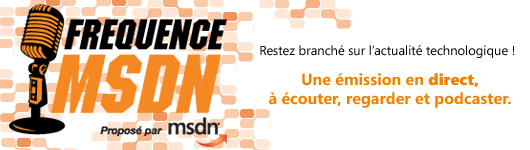 FREQUENCE
MSDN
Proposé par msdn
Restez branché sur l'actualité technologique !
Une émission en direct,
à écouter, regarder et podcaster.